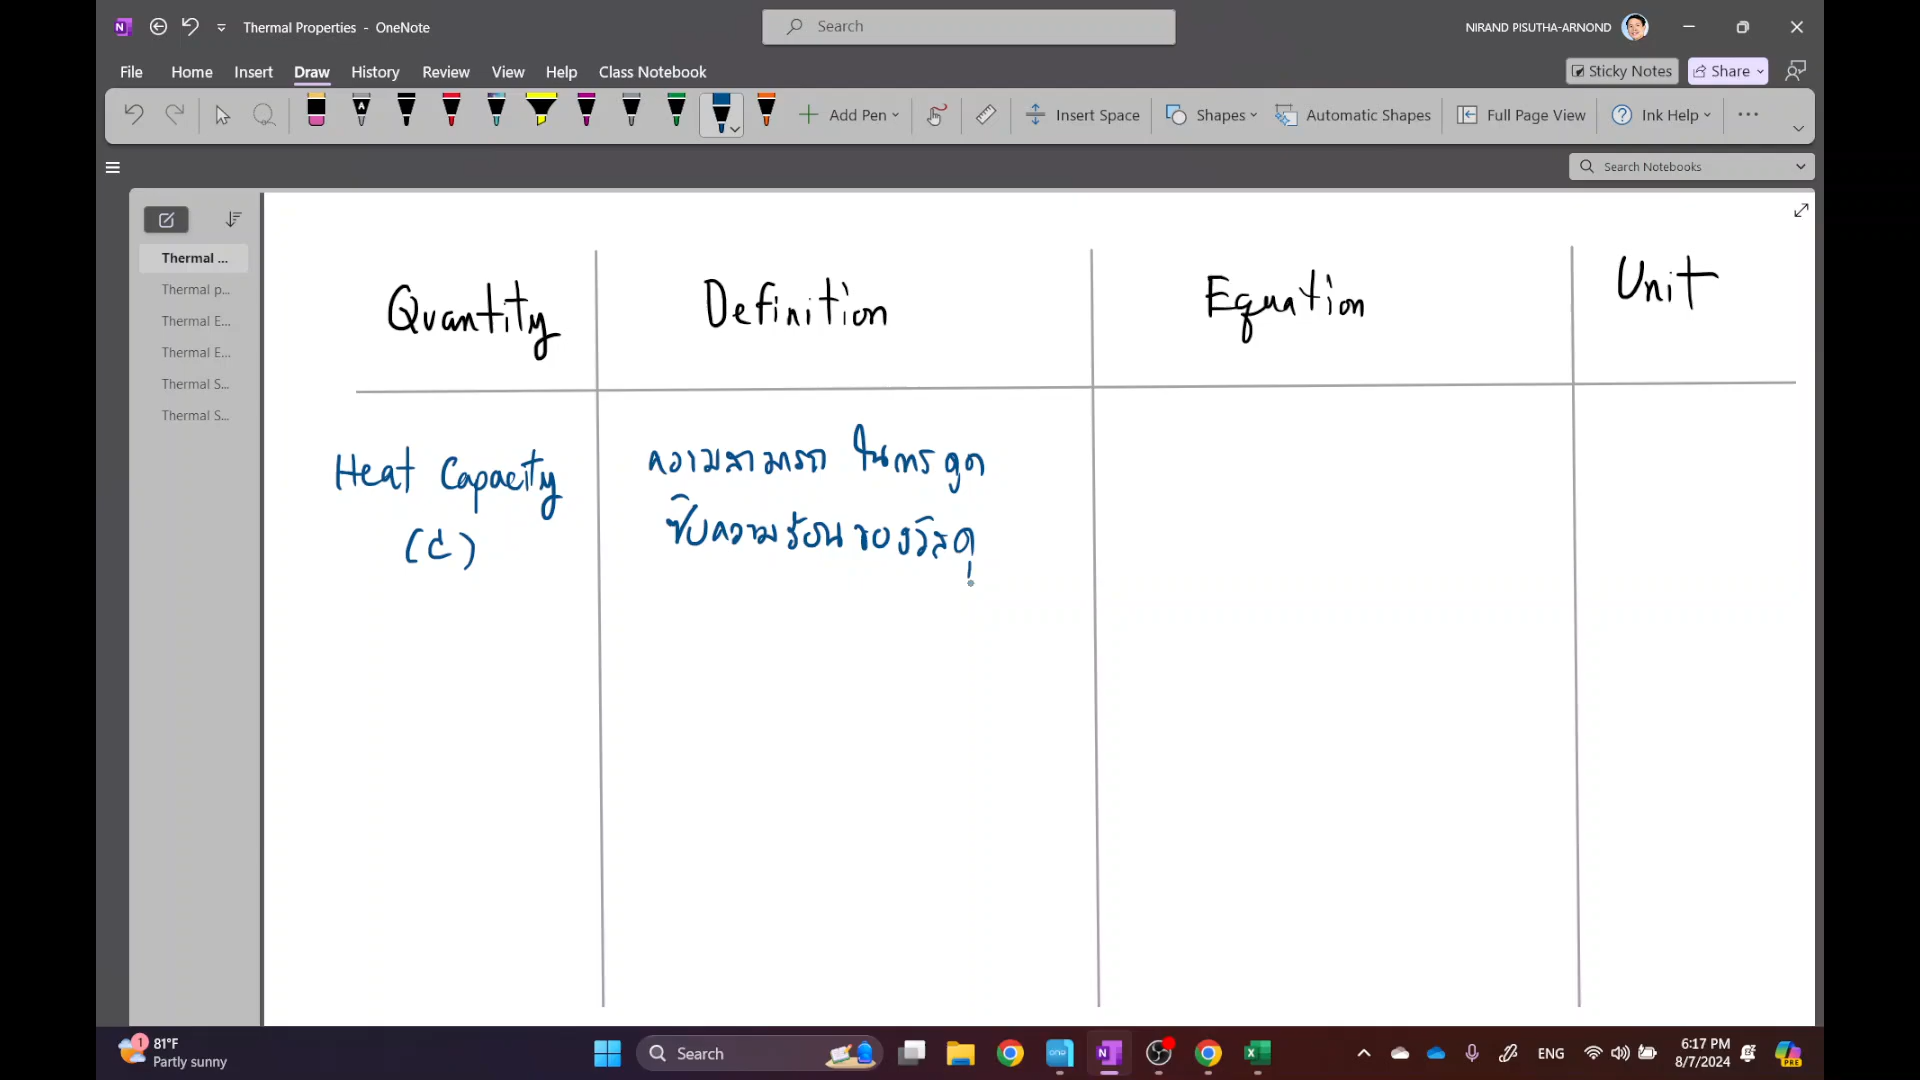 Thermal Properties - OneNote
Search
NIRAND PISUTHA-ARNOND
File Home Insert Draw History Review View Help Class Notebook
Sticky Notes Share
Add Pen Insert Space Shapes Automatic Shapes Full Page View Ink Help
Search Notebooks
Thermal ...
Thermal p...
Thermal E...
Thermal E...
Thermal S...
Thermal S...
Quantity Definition Equation Unit
Heat Capacity ความสามารถ ในการดูด
(C) ซับความร้อนของวัสดุ
1 81°F
Partly sunny
Search
ENG
6:17 PM
8/7/2024
PRE